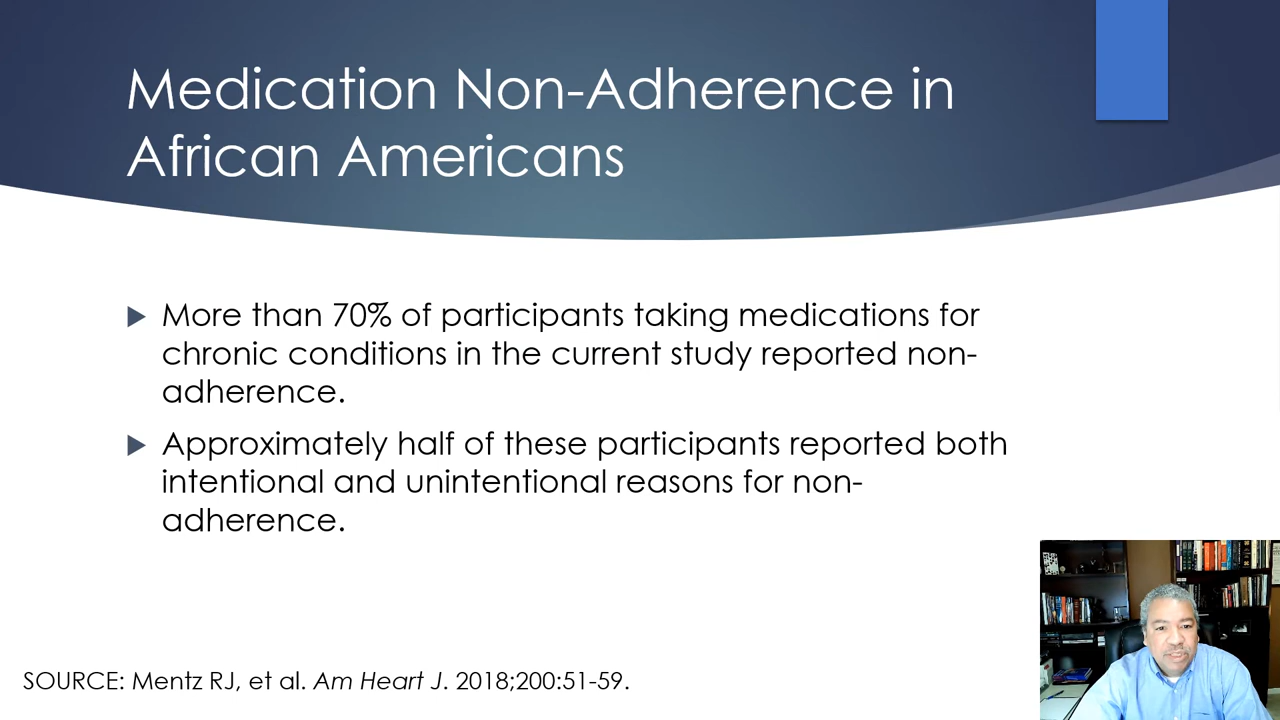 Medication Non-Adherence in
African Americans
More than 70% of participants taking medications for
chronic conditions in the current study reported non-
adherence.
Approximately half of these participants reported both
intentional and unintentional reasons for non-
adherence.
SOURCE: Mentz RJ, et al. Am Heart J. 2018;200:51-59.